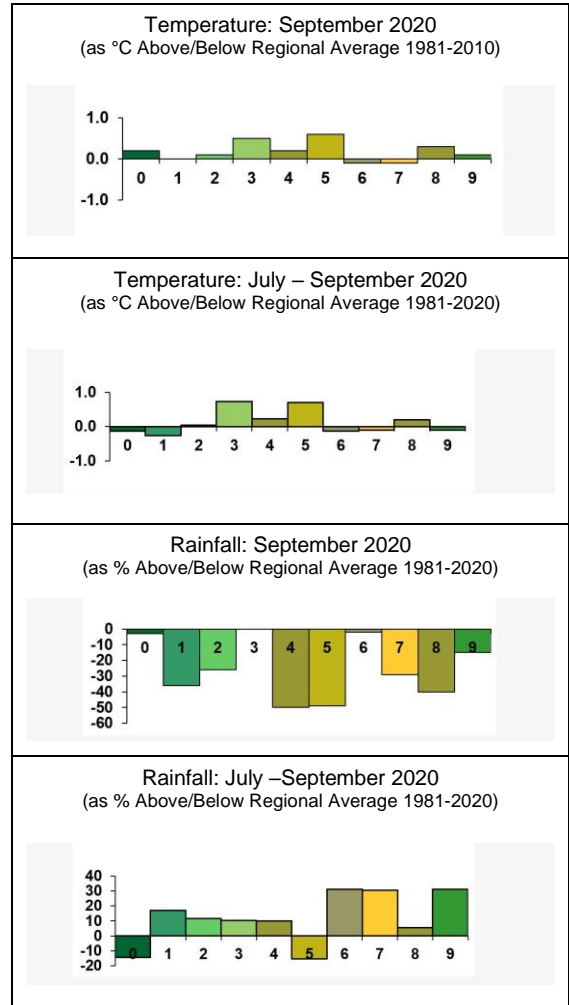 Temperature: September 2020
(as °C Above/Below Regional Average 1981-2010)
1.0
0.0
-1.0
0 1 2 3 4 5 6 7 8 9
Temperature: July – September 2020
(as °C Above/Below Regional Average 1981-2020)
1.0
0.0
-1.0
0 1 2 3 4 5 6 7 8 9
Rainfall: September 2020
(as % Above/Below Regional Average 1981-2020)
0
-10
-20
-30
-40
-50
-60
0 1 2 3 4 5 6 7 8 9
Rainfall: July –September 2020
(as % Above/Below Regional Average 1981-2020)
40
30
20
10
0
-10
-20
0 1 2 3 4 5 6 7 8 9